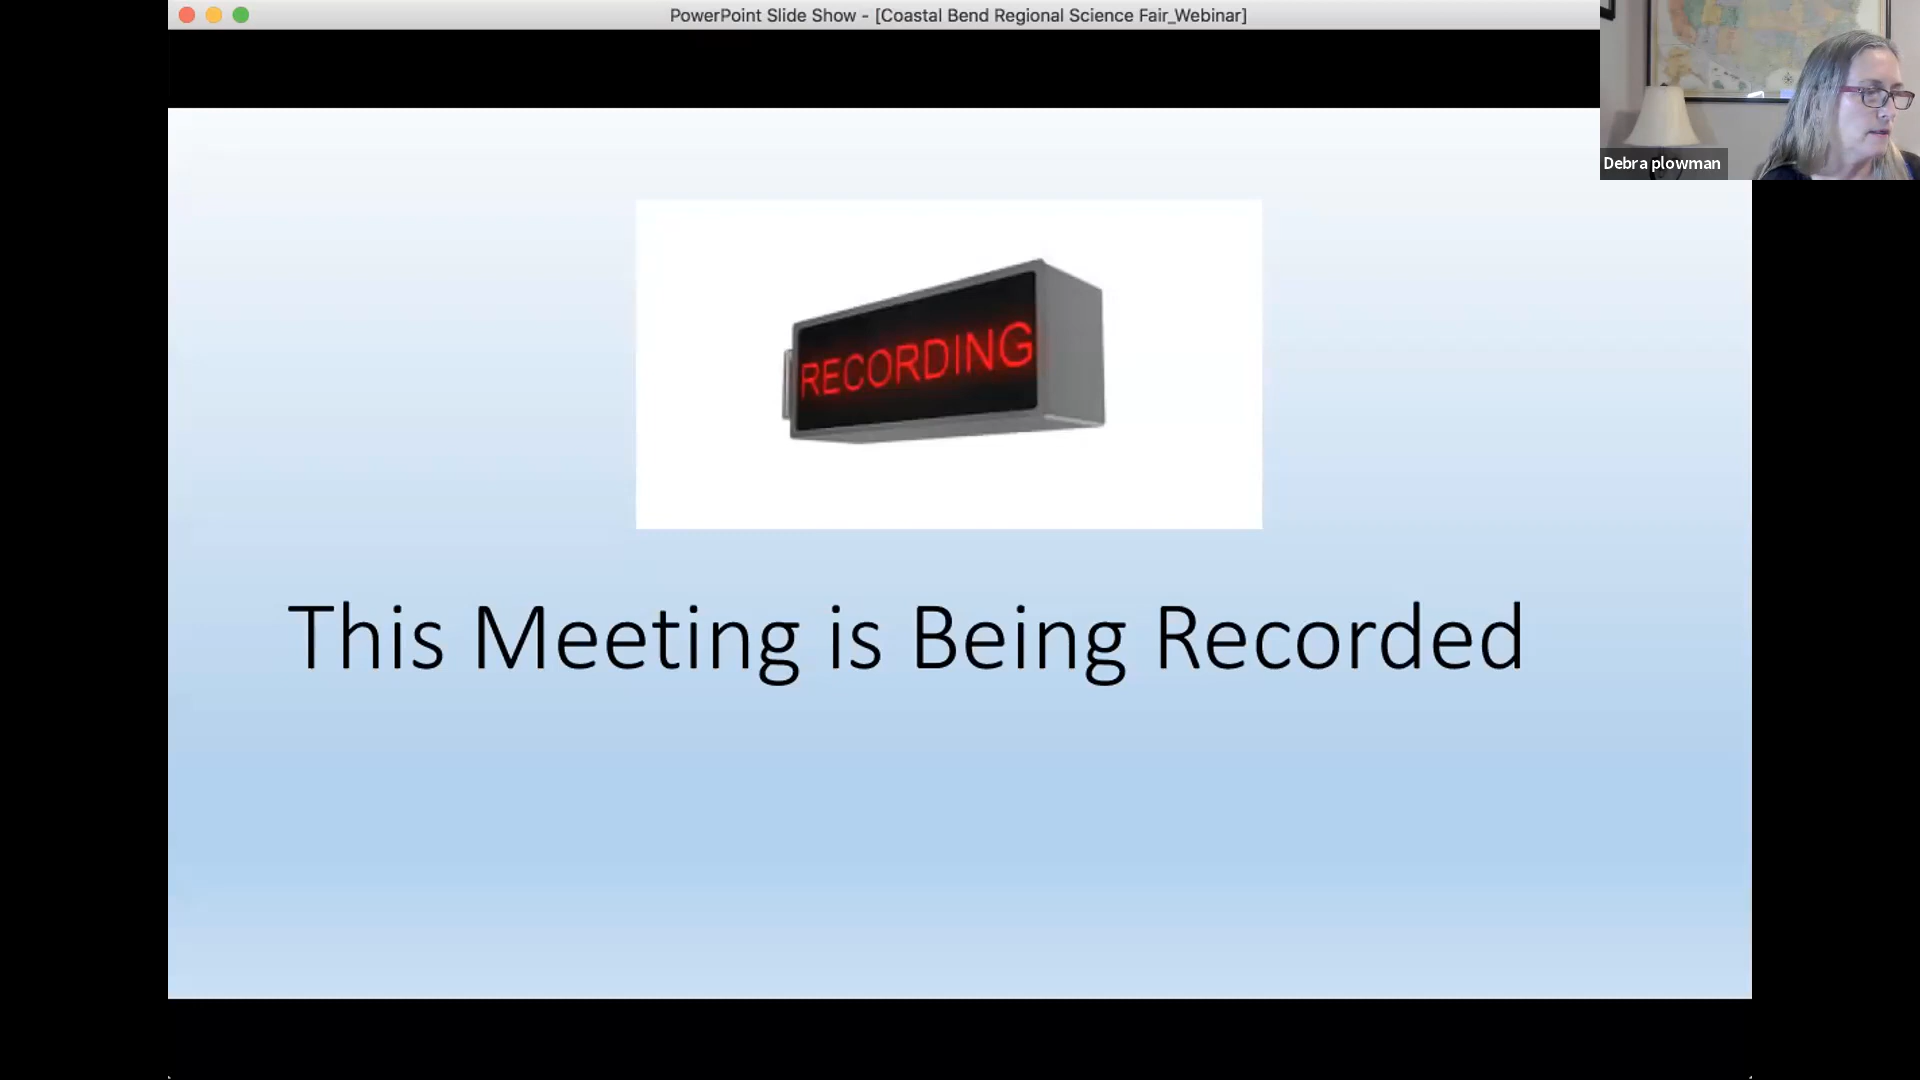 PowerPoint Slide Show - [Coastal Bend Regional Science Fair_Webinar]
Debra plowman
RECORDING
This Meeting is Being Recorded